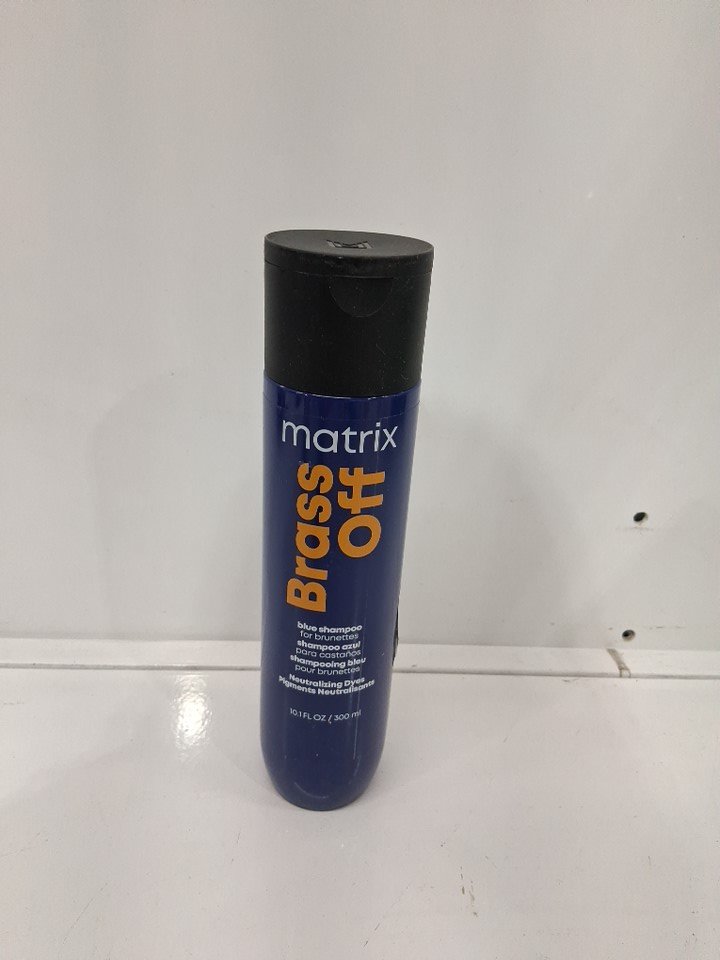 matrix
Brass
Off
blue shampoo
for brunettes
shampoo azul
para castaños
shampooing bleu
pour brunettes
Neutralizing Dyes
Pigments Neutralisants
10.1 FL OZ / 300 ml